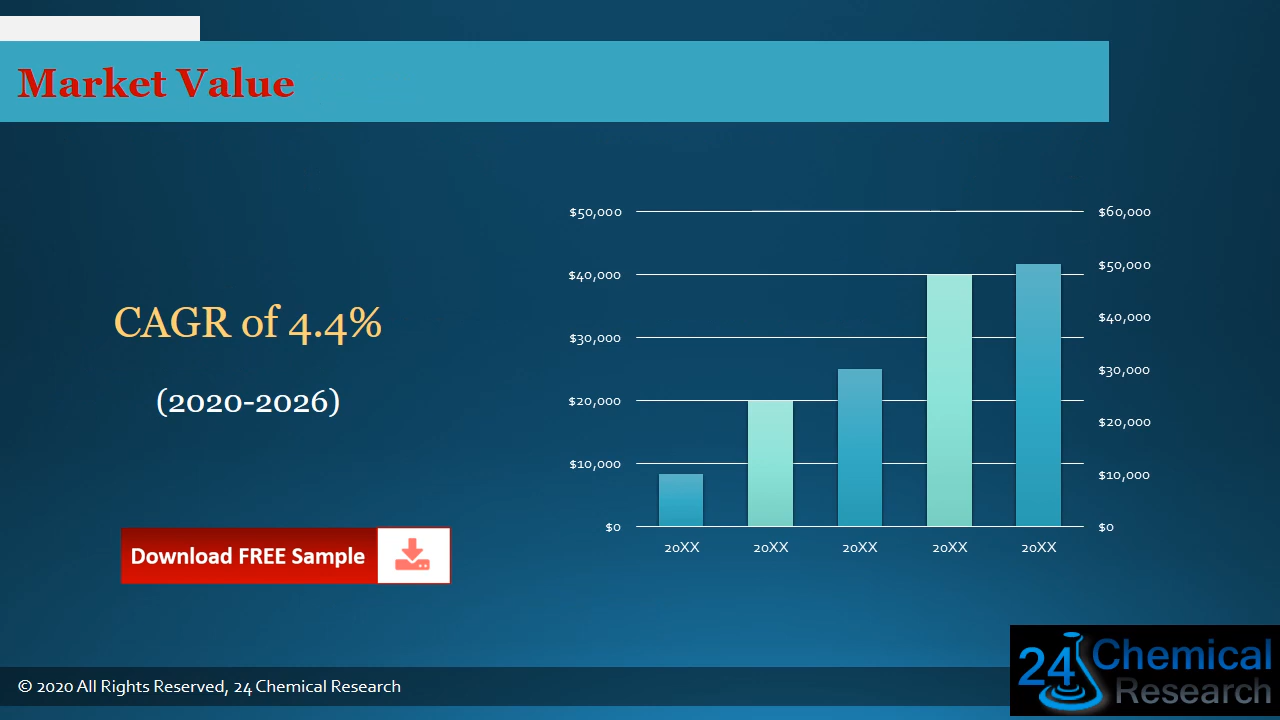 Market Value
CAGR of 4.4%
(2020-2026)
Download FREE Sample
$50,000
$40,000
$30,000
$20,000
$10,000
$0
$60,000
$50,000
$40,000
$30,000
$20,000
$10,000
$0
20XX 20XX 20XX 20XX 20XX
© 2020 All Rights Reserved, 24 Chemical Research
24 Chemical
Research